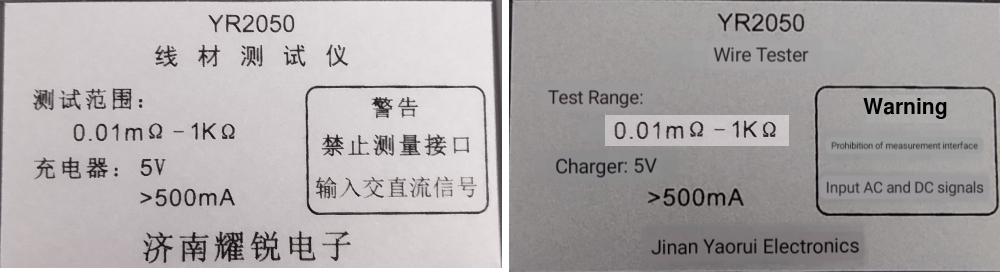 YR2050
线材测试仪
测试范围：
0.01mΩ-1KΩ
充电器：5V
>500mA
警告
禁止测量接口
输入交直流信号
济南耀锐电子
YR2050
Wire Tester
Test Range:
0.01mΩ-1KΩ
Charger: 5V
>500mA
Warning
Prohibition of measurement interface
Input AC and DC signals
Jinan Yaorui Electronics